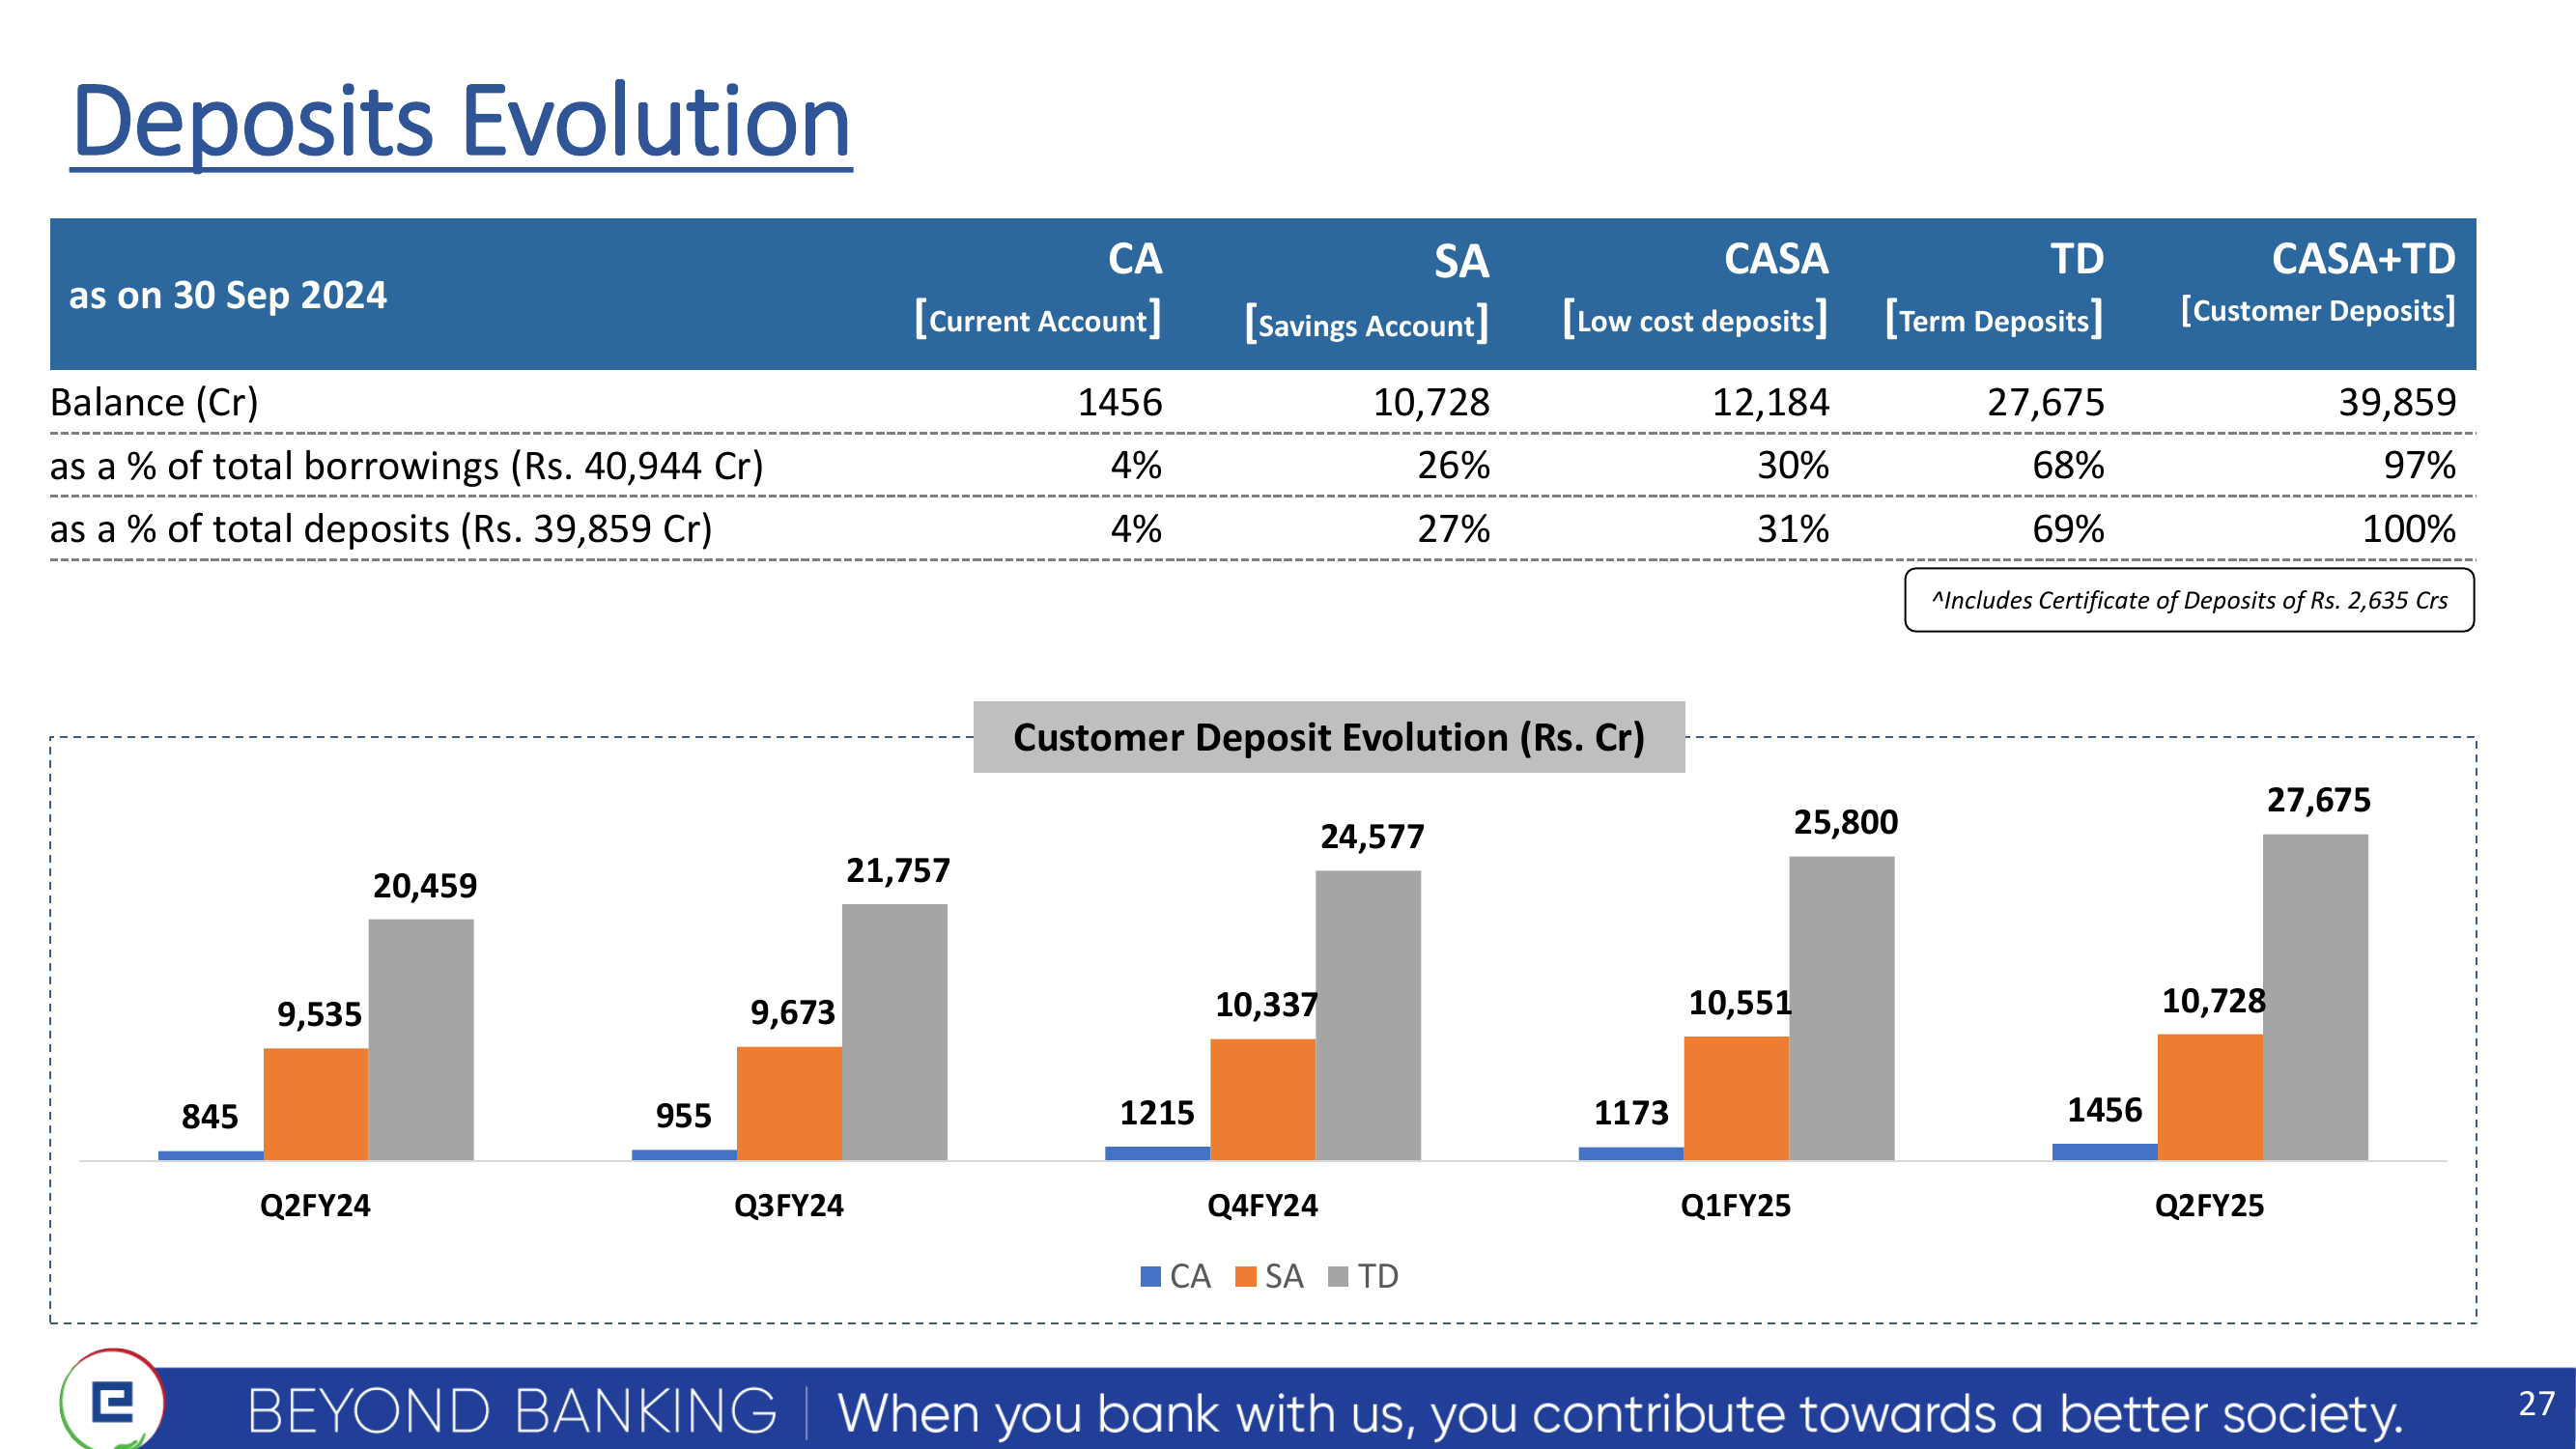 Deposits Evolution
as on 30 Sep 2024
CA
[Current Account]
SA
[Savings Account]
CASA
[Low cost deposits]
TD
[Term Deposits]
CASA+TD
[Customer Deposits]
Balance (Cr) 1456 10,728 12,184 27,675 39,859
as a % of total borrowings (Rs. 40,944 Cr) 4% 26% 30% 68% 97%
as a % of total deposits (Rs. 39,859 Cr) 4% 27% 31% 69% 100%
^Includes Certificate of Deposits of Rs. 2,635 Crs
Customer Deposit Evolution (Rs. Cr)
845 9,535 20,459
955 9,673 21,757
1215 10,337 24,577
1173 10,551 25,800
1456 10,728 27,675
Q2FY24 Q3FY24 Q4FY24 Q1FY25 Q2FY25
CA SA TD
BEYOND BANKING | When you bank with us, you contribute towards a better society.
27